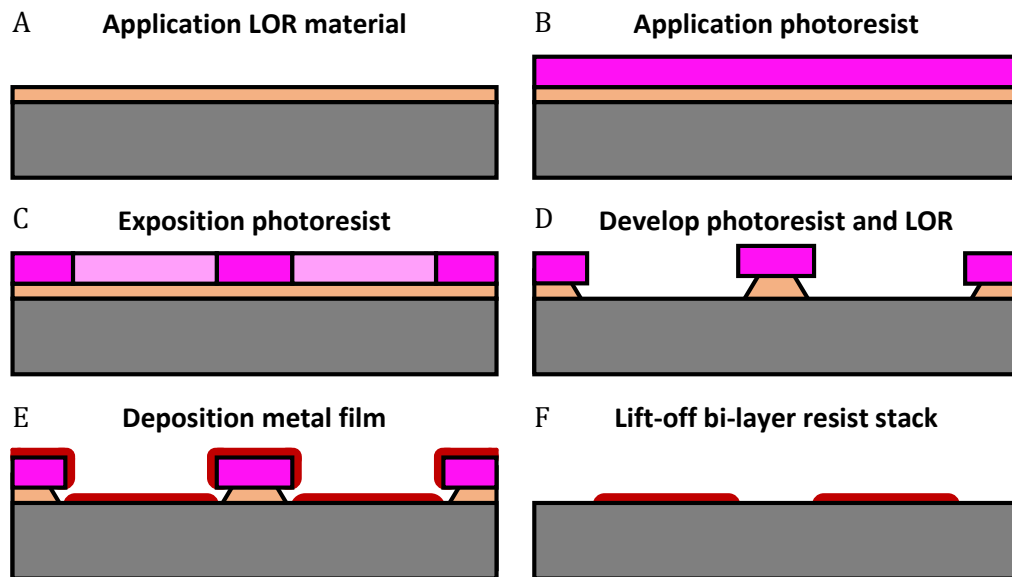 A Application LOR material
B Application photoresist
C Exposition photoresist
D Develop photoresist and LOR
E Deposition metal film
F Lift-off bi-layer resist stack